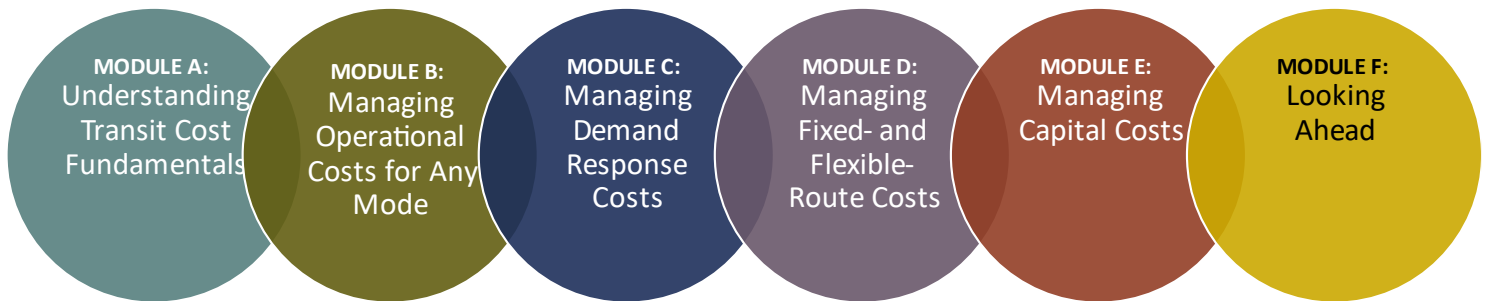 MODULE A:
Understanding
Transit Cost
Fundamentals
MODULE B:
Managing
Operational
Costs for Any
Mode
MODULE C:
Managing
Demand
Response
Costs
MODULE D:
Managing
Fixed- and
Flexible-
Route Costs
MODULE E:
Managing
Capital Costs
MODULE F:
Looking
Ahead